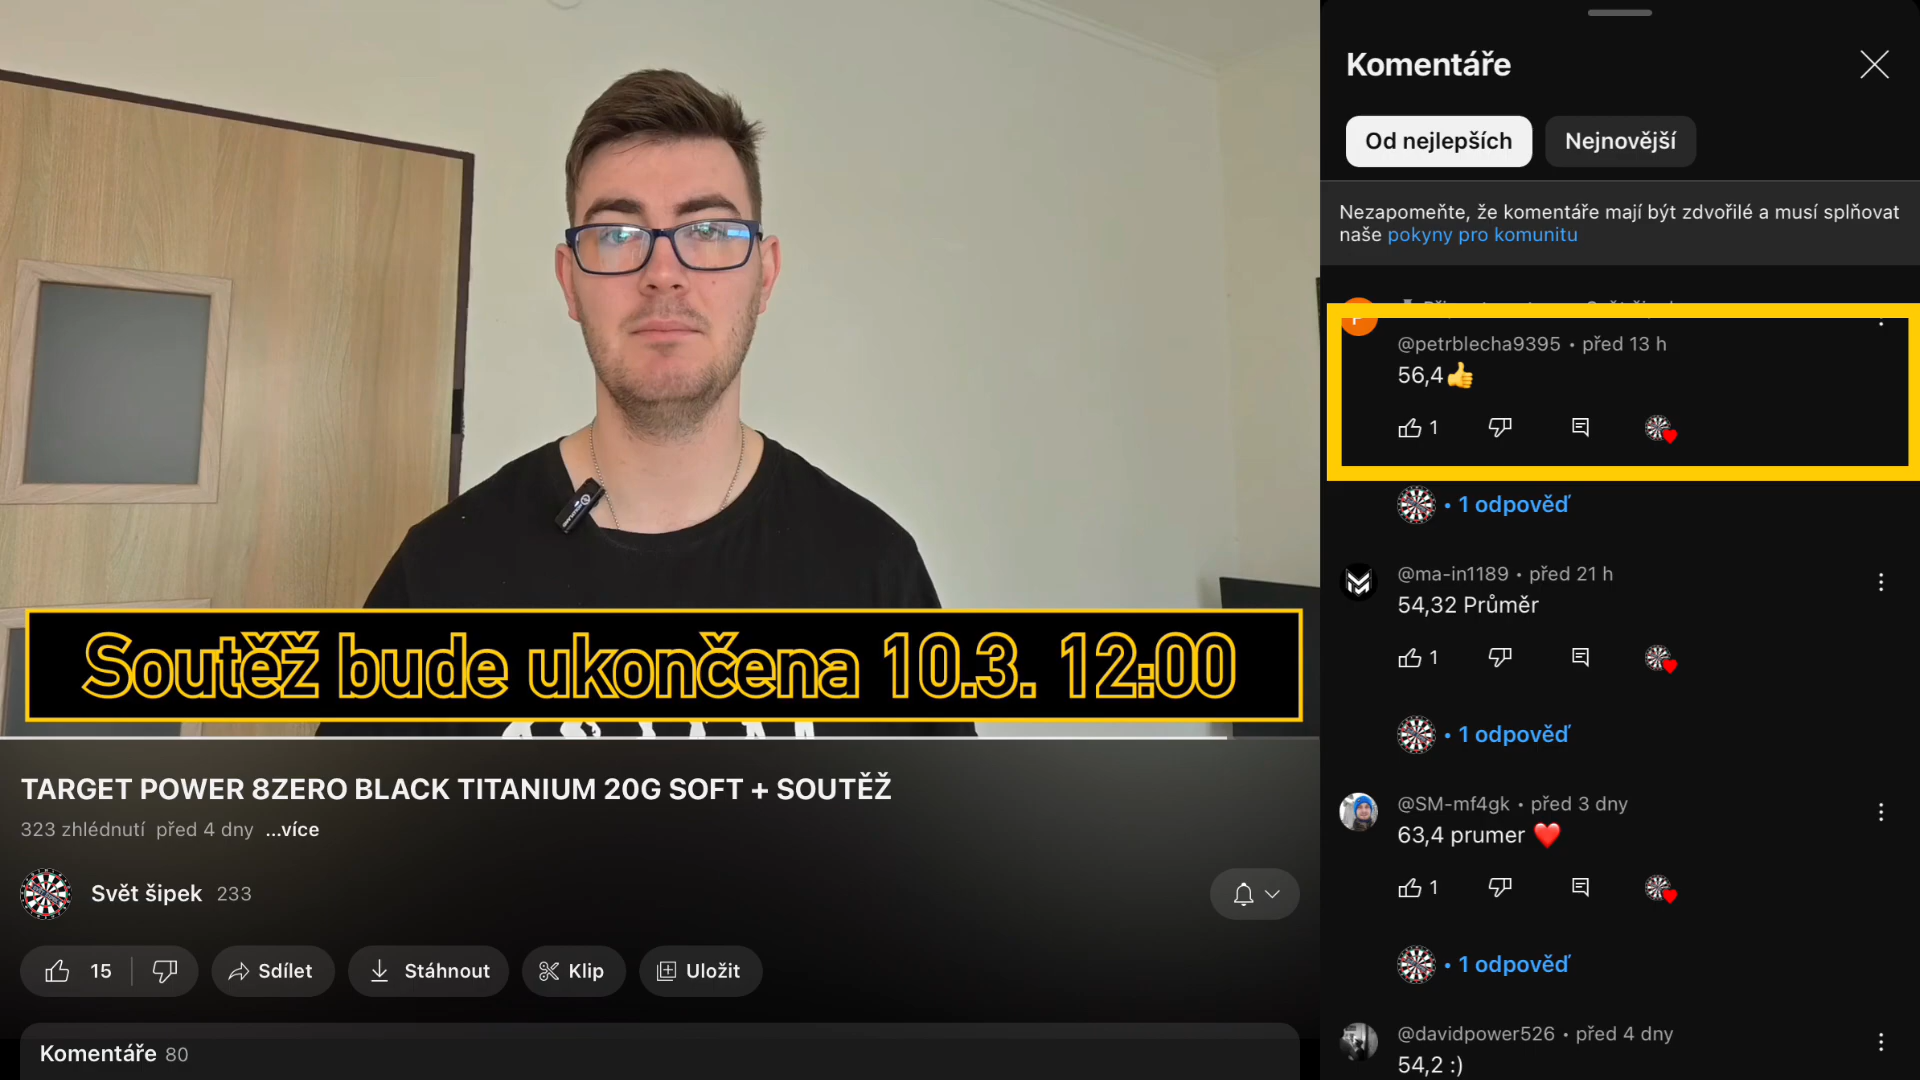 Soutěž bude ukončena 10.3. 12:00
TARGET POWER 8ZERO BLACK TITANIUM 20G SOFT + SOUTĚŽ
323 zhlédnutí před 4 dny ...více
Svět šipek 233
15
Sdílet
Stáhnout
Klip
Uložit
Komentáře 80
Komentáře
Od nejlepších
Nejnovější
Nezapomeňte, že komentáře mají být zdvořilé a musí splňovat
naše pokyny pro komunitu
@petrblecha9395 • před 13 h
56,4👍
1
• 1 odpověď
@ma-in1189 • před 21 h
54,32 Průměr
1
• 1 odpověď
@SM-mf4gk • před 3 dny
63,4 prumer ❤️
1
• 1 odpověď
@davidpower526 • před 4 dny
54,2 :)